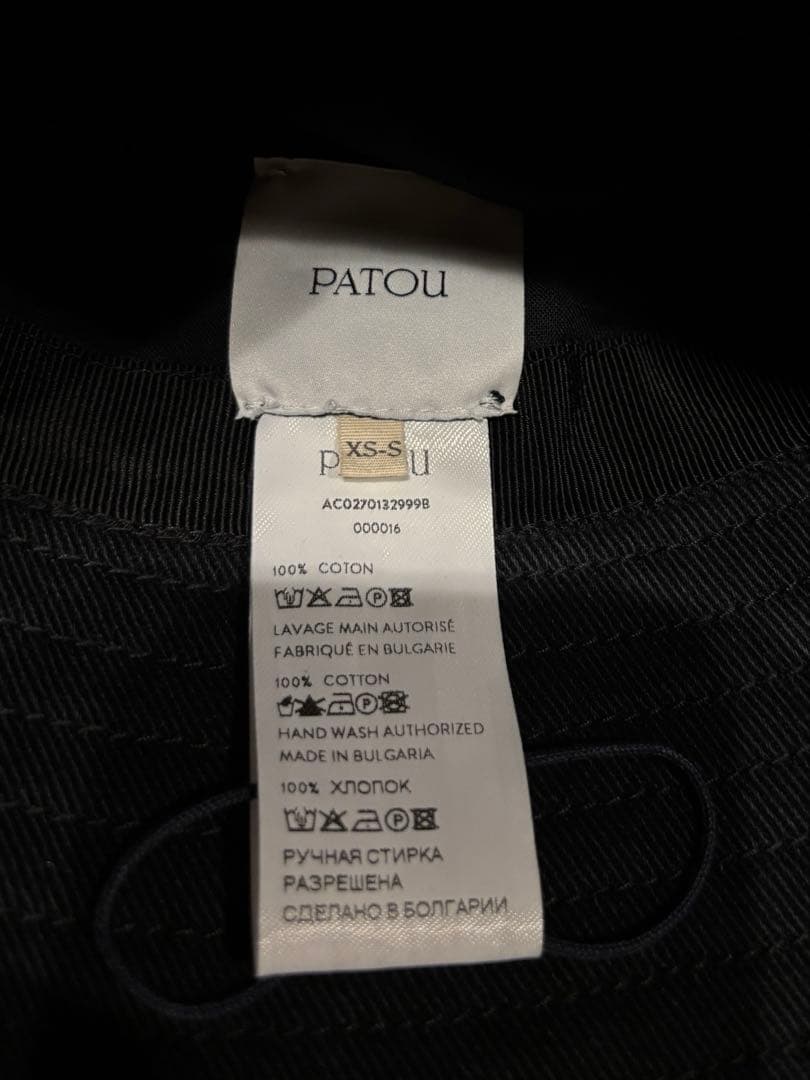 PATOU
XS-S
P U
AC0270132999B
000016
100% COTON
LAVAGE MAIN AUTORISÉ
FABRIQUÉ EN BULGARIE
100% COTTON
HAND WASH AUTHORIZED
MADE IN BULGARIA
100% ХЛОПОК
РУЧНАЯ СТИРКА
РАЗРЕШЕНА
СДЕЛАНО В БОЛГАРИИ